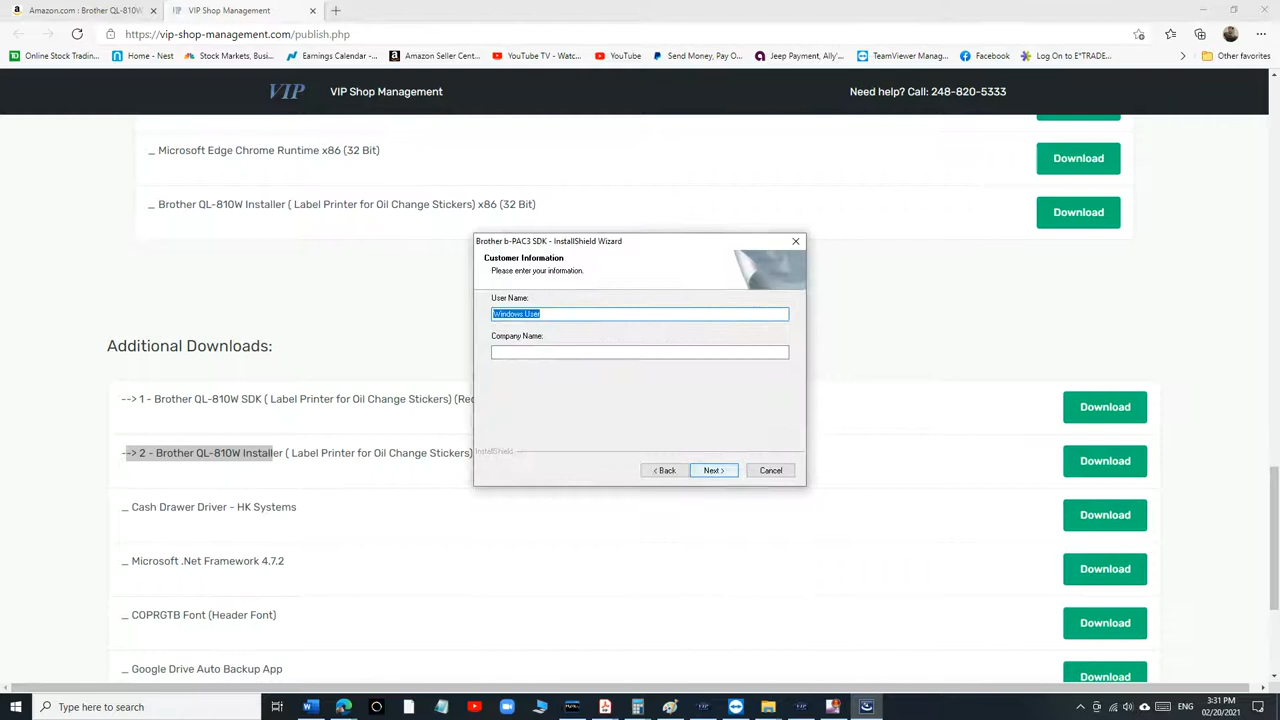 Amazon.com : Brother QL-810W
VIP Shop Management
https://vip-shop-management.com/publish.php
Online Stock Tradin...
Home - Nest
Stock Markets, Busin...
Earnings Calendar -...
Amazon Seller Cent...
YouTube TV - Watc...
YouTube
Send Money, Pay O...
Jeep Payment, Ally'...
TeamViewer Manag...
Facebook
Log On to E*TRADE...
Other favorites
VIP
VIP Shop Management
Need help? Call: 248-820-5333
_ Microsoft Edge Chrome Runtime x86 (32 Bit)
Download
_ Brother QL-810W Installer ( Label Printer for Oil Change Stickers) x86 (32 Bit)
Download
Brother b-PAC3 SDK - InstallShield Wizard
Customer Information
Please enter your information.
User Name:
Windows User
Company Name:
InstallShield
< Back
Next >
Cancel
Additional Downloads:
--> 1 - Brother QL-810W SDK ( Label Printer for Oil Change Stickers) (Re
Download
--> 2 - Brother QL-810W Installer ( Label Printer for Oil Change Stickers)
Download
_ Cash Drawer Driver - HK Systems
Download
_ Microsoft .Net Framework 4.7.2
Download
_ COPRGTB Font (Header Font)
Download
_ Google Drive Auto Backup App
Download
Type here to search
ENG
3:31 PM
02/20/2021